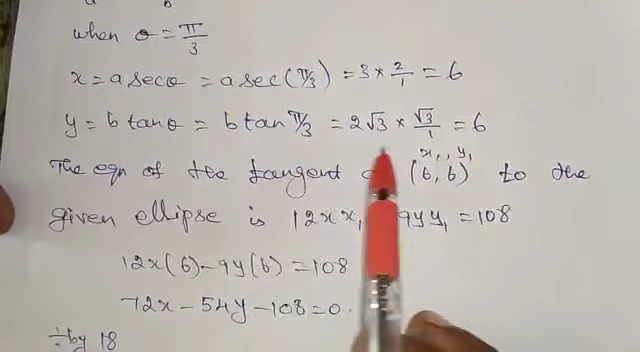 a b
when θ = π/3
x = a secθ = a sec(π/3) = 3 × 2/1 = 6
y = b tanθ = b tan π/3 = 2√3 × √3/1 = 6
x₁, y₁
The eqn of the tangent (6, 6) to the
given ellipse is 12xx₁ 9yy₁ = 108
12x(6) - 9y(6) = 108
72x - 54y - 108 = 0.
÷ by 18